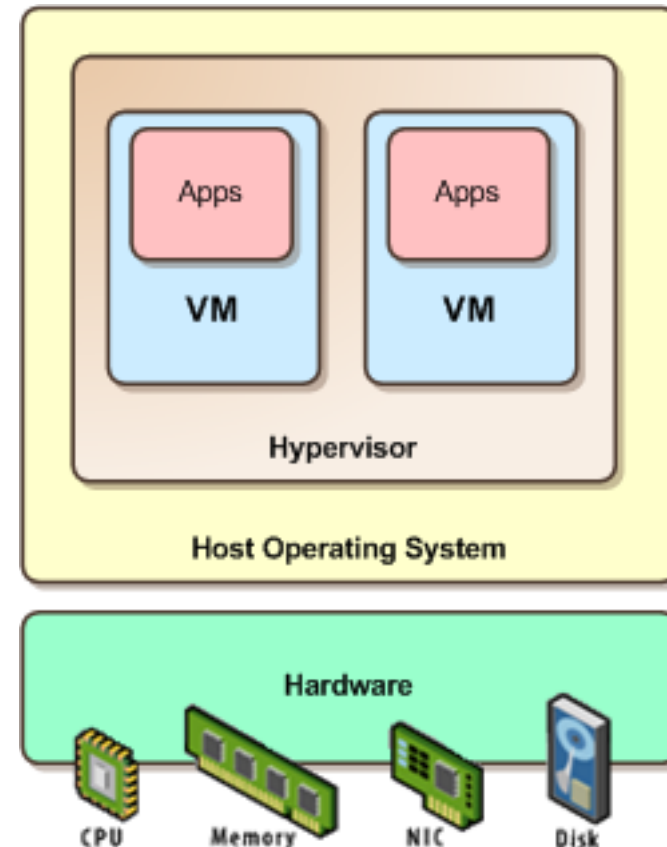 Apps Apps
VM VM
Hypervisor
Host Operating System
Hardware
CPU Memory NIC Disk